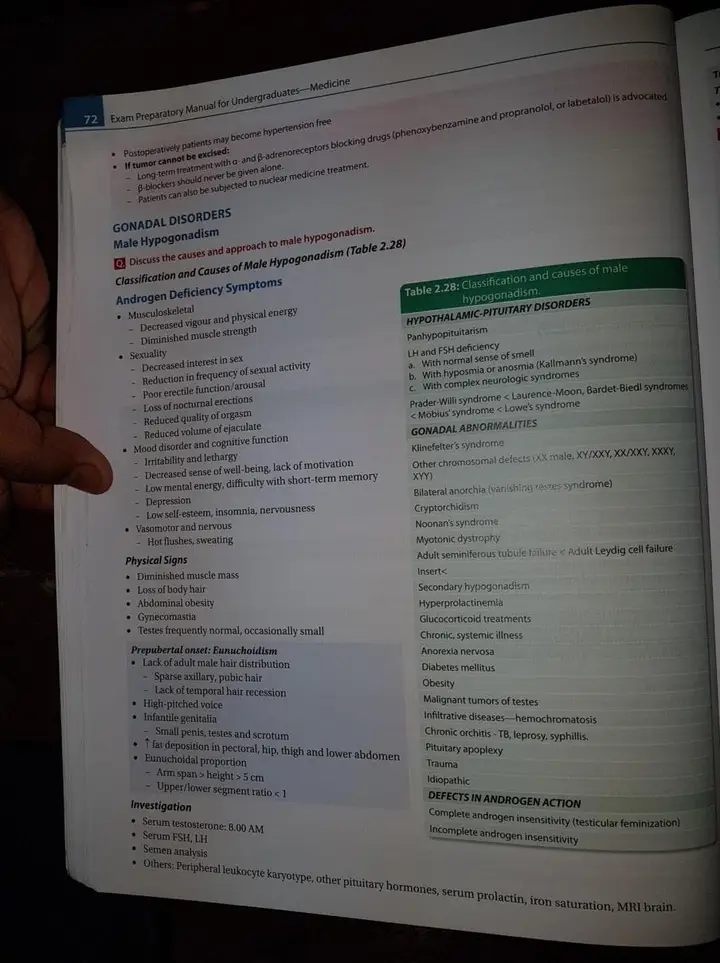 72 Exam Preparatory Manual for Undergraduates—Medicine
• Postoperatively patients may become hypertension free
• If tumor cannot be excised:
– Long-term treatment with α- and β-adrenoreceptors blocking drugs (phenoxybenzamine and propranolol, or labetalol) is advocated
– β-blockers should never be given alone.
– Patients can also be subjected to nuclear medicine treatment.
GONADAL DISORDERS
Male Hypogonadism
Q. Discuss the causes and approach to male hypogonadism.
Classification and Causes of Male Hypogonadism (Table 2.28)
Androgen Deficiency Symptoms
• Musculoskeletal
– Decreased vigour and physical energy
– Diminished muscle strength
• Sexuality
– Decreased interest in sex
– Reduction in frequency of sexual activity
– Poor erectile function/arousal
– Loss of nocturnal erections
– Reduced quality of orgasm
– Reduced volume of ejaculate
• Mood disorder and cognitive function
– Irritability and lethargy
– Decreased sense of well-being, lack of motivation
– Low mental energy, difficulty with short-term memory
– Depression
– Low self-esteem, insomnia, nervousness
• Vasomotor and nervous
– Hot flushes, sweating
Physical Signs
• Diminished muscle mass
• Loss of body hair
• Abdominal obesity
• Gynecomastia
• Testes frequently normal, occasionally small
Prepubertal onset: Eunuchoidism
• Lack of adult male hair distribution
– Sparse axillary, pubic hair
– Lack of temporal hair recession
• High-pitched voice
• Infantile genitalia
– Small penis, testes and scrotum
• ↑ fat deposition in pectoral, hip, thigh and lower abdomen
• Eunuchoidal proportion
– Arm span > height > 5 cm
– Upper/lower segment ratio < 1
Investigation
• Serum testosterone: 8.00 AM
• Serum FSH, LH
• Semen analysis
• Others: Peripheral leukocyte karyotype, other pituitary hormones, serum prolactin, iron saturation, MRI brain.
Table 2.28: Classification and causes of male
hypogonadism.
HYPOTHALAMIC-PITUITARY DISORDERS
Panhypopituitarism
LH and FSH deficiency
a. With normal sense of smell
b. With hyposmia or anosmia (Kallmann's syndrome)
c. With complex neurologic syndromes
Prader-Willi syndrome < Laurence-Moon, Bardet-Biedl syndromes
< Möbius' syndrome < Lowe's syndrome
GONADAL ABNORMALITIES
Klinefelter's syndrome
Other chromosomal defects (XX male, XY/XXY, XX/XXY, XXXY,
XYY)
Bilateral anorchia (vanishing testes syndrome)
Cryptorchidism
Noonan's syndrome
Myotonic dystrophy
Adult seminiferous tubule failure < Adult Leydig cell failure
Insert<
Secondary hypogonadism
Hyperprolactinemia
Glucocorticoid treatments
Chronic, systemic illness
Anorexia nervosa
Diabetes mellitus
Obesity
Malignant tumors of testes
Infiltrative diseases—hemochromatosis
Chronic orchitis - TB, leprosy, syphillis.
Pituitary apoplexy
Trauma
Idiopathic
DEFECTS IN ANDROGEN ACTION
Complete androgen insensitivity (testicular feminization)
Incomplete androgen insensitivity